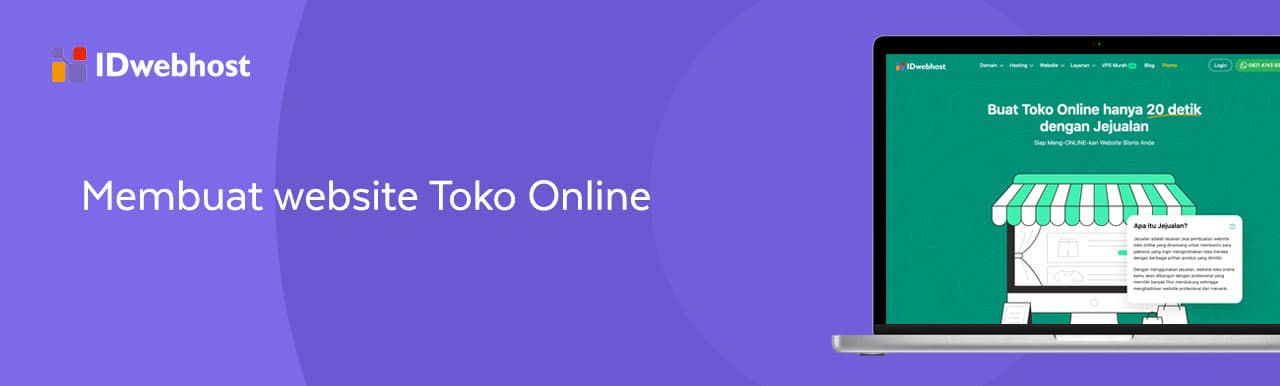 IDwebhost
Membuat website Toko Online
IDwebhost
Domain Hosting Website Layanan VPS Murah Blog Promo Login
Buat Toko Online hanya 20 detik
dengan Jejualan
Siap Meng-ONLINE-kan Website Bisnis Anda
Apa itu Jejualan?
Jejualan adalah layanan jasa pembuatan website
toko online yang dirancang untuk membantu para
pebisnis yang ingin mengonlinekan toko mereka
dengan berbagai pilihan produk yang dimiliki.
Dengan menggunakan Jejualan, website toko online
kamu akan dibangun dengan profesional yang
memiliki banyak fitur mendukung sehingga
menghadirkan website profesional dan menarik.